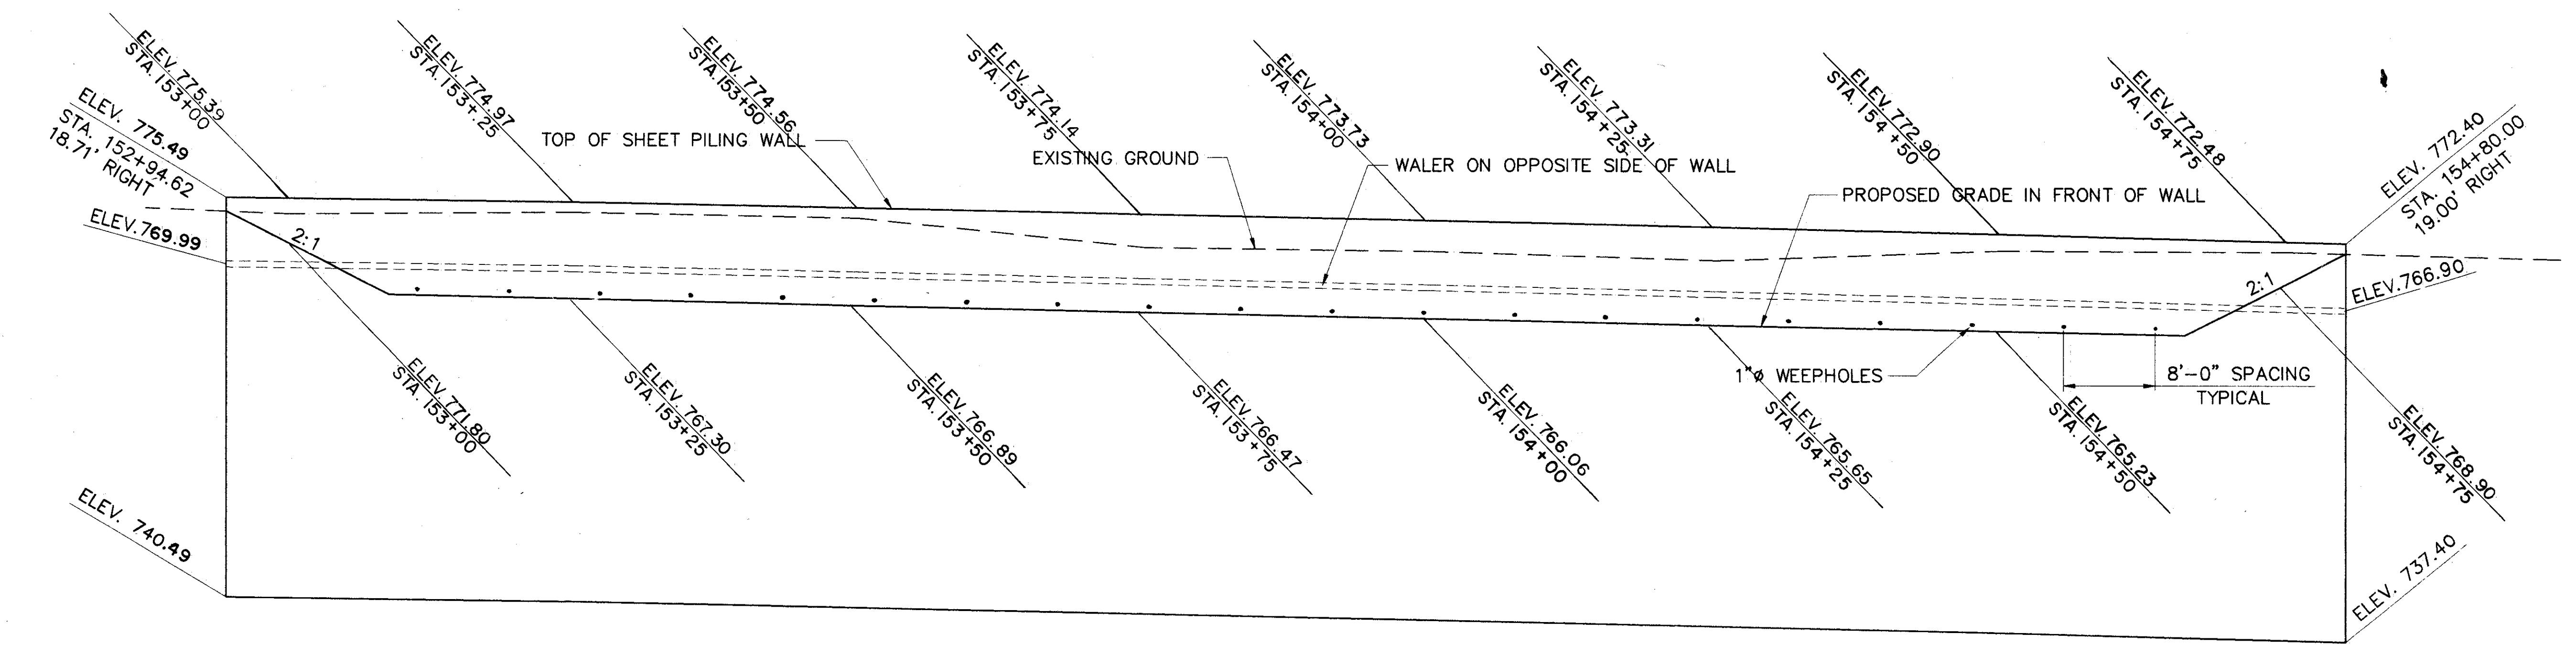 ELEV. 775.39
STA. 153+00
ELEV. 774.97
STA. 153+25
ELEV. 774.56
STA. 153+50
ELEV. 774.14
STA. 153+75
ELEV. 773.73
STA. 154+00
ELEV. 773.31
STA. 154+25
ELEV. 772.90
STA. 154+50
ELEV. 772.48
STA. 154+75
ELEV. 775.49
STA. 152+94.62
18.71' RIGHT
ELEV. 772.40
STA. 154+80.00
19.00' RIGHT
TOP OF SHEET PILING WALL
EXISTING GROUND
WALER ON OPPOSITE SIDE OF WALL
PROPOSED GRADE IN FRONT OF WALL
ELEV. 769.99
2:1
2:1
ELEV. 766.90
1"ø WEEPHOLES
8'-0" SPACING
TYPICAL
ELEV. 771.80
STA. 153+00
ELEV. 767.30
STA. 153+25
ELEV. 766.89
STA. 153+50
ELEV. 766.47
STA. 153+75
ELEV. 766.06
STA. 154+00
ELEV. 765.65
STA. 154+25
ELEV. 765.23
STA. 154+50
ELEV. 768.90
STA. 154+75
ELEV. 740.49
ELEV. 737.40